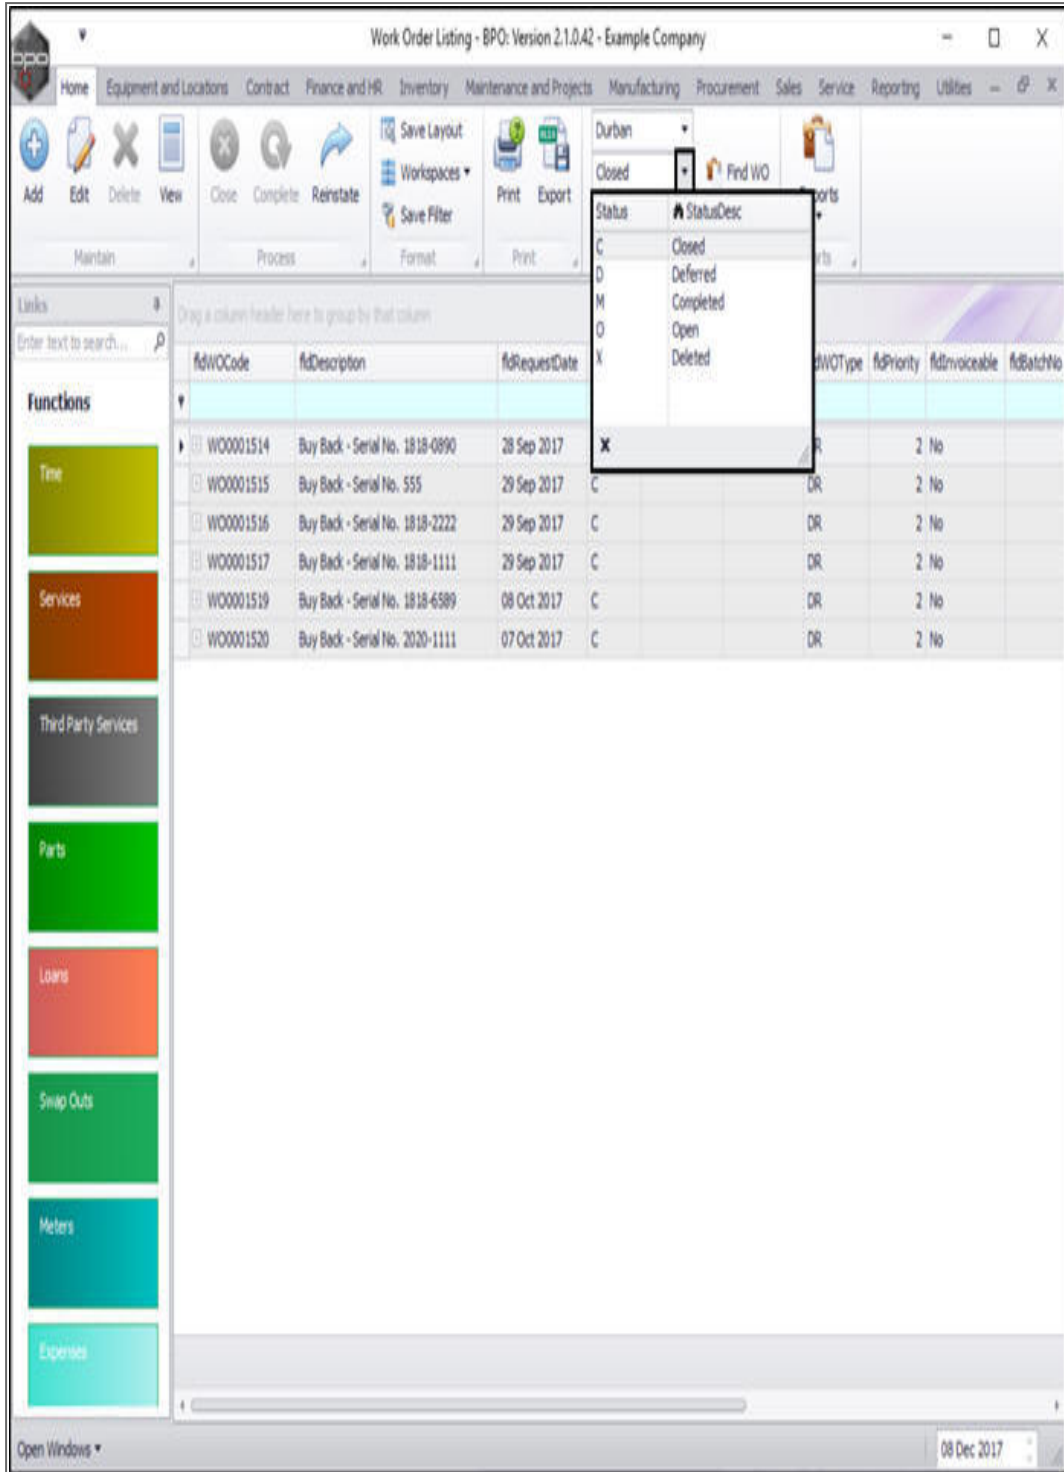 Work Order Listing - BPO: Version 2.1.0.42 - Example Company
bpo
Home Equipment and Locations Contract Finance and HR Inventory Maintenance and Projects Manufacturing Procurement Sales Service Reporting Utilities
Add Edit Delete View Close Complete Reinstate
Save Layout
Workspaces
Save Filter
Print Export
Durban
Closed
Find WO
Maintain Process Format Print
Status StatusDesc
C Closed
D Deferred
M Completed
O Open
X Deleted
Links
Enter text to search...
Functions
Time
Services
Third Party Services
Parts
Loans
Swap Outs
Meters
Expenses
Drag a column header here to group by that column
fldWOCode fldDescription fldRequestDate fldPriority fldInvoiceable fldBatchNo
WO0001514 Buy Back - Serial No. 1818-0890 28 Sep 2017 2 No
WO0001515 Buy Back - Serial No. 555 29 Sep 2017 C DR 2 No
WO0001516 Buy Back - Serial No. 1818-2222 29 Sep 2017 C DR 2 No
WO0001517 Buy Back - Serial No. 1818-1111 29 Sep 2017 C DR 2 No
WO0001519 Buy Back - Serial No. 1818-6589 08 Oct 2017 C DR 2 No
WO0001520 Buy Back - Serial No. 2020-1111 07 Oct 2017 C DR 2 No
Open Windows
08 Dec 2017